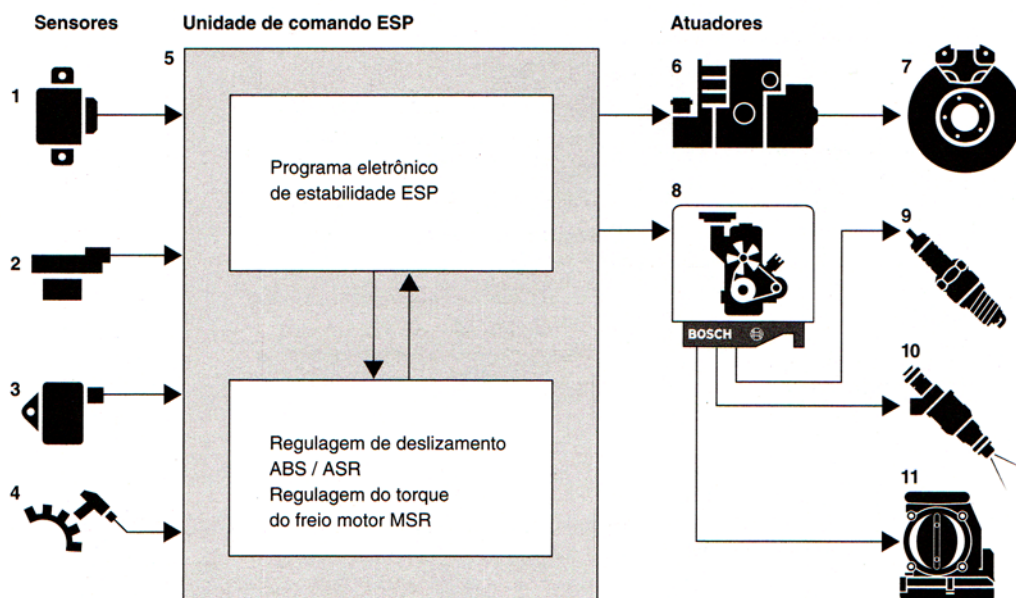 Sensores
Unidade de comando ESP
Atuadores
5
6
7
1
Programa eletrônico
de estabilidade ESP
8
9
2
BOSCH
10
3
Regulagem de deslizamento
ABS / ASR
Regulagem do torque
do freio motor MSR
4
11